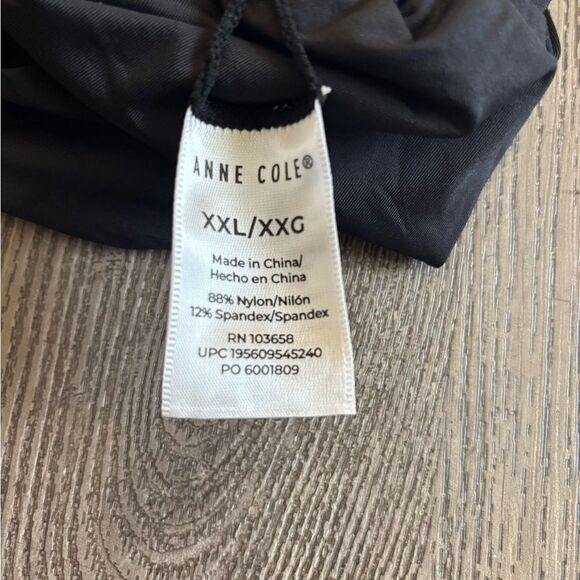 ANNE COLE®
XXL/XXG
Made in China/
Hecho en China
88% Nylon/Nilón
12% Spandex/Spandex
RN 103658
UPC 195609545240
PO 6001809